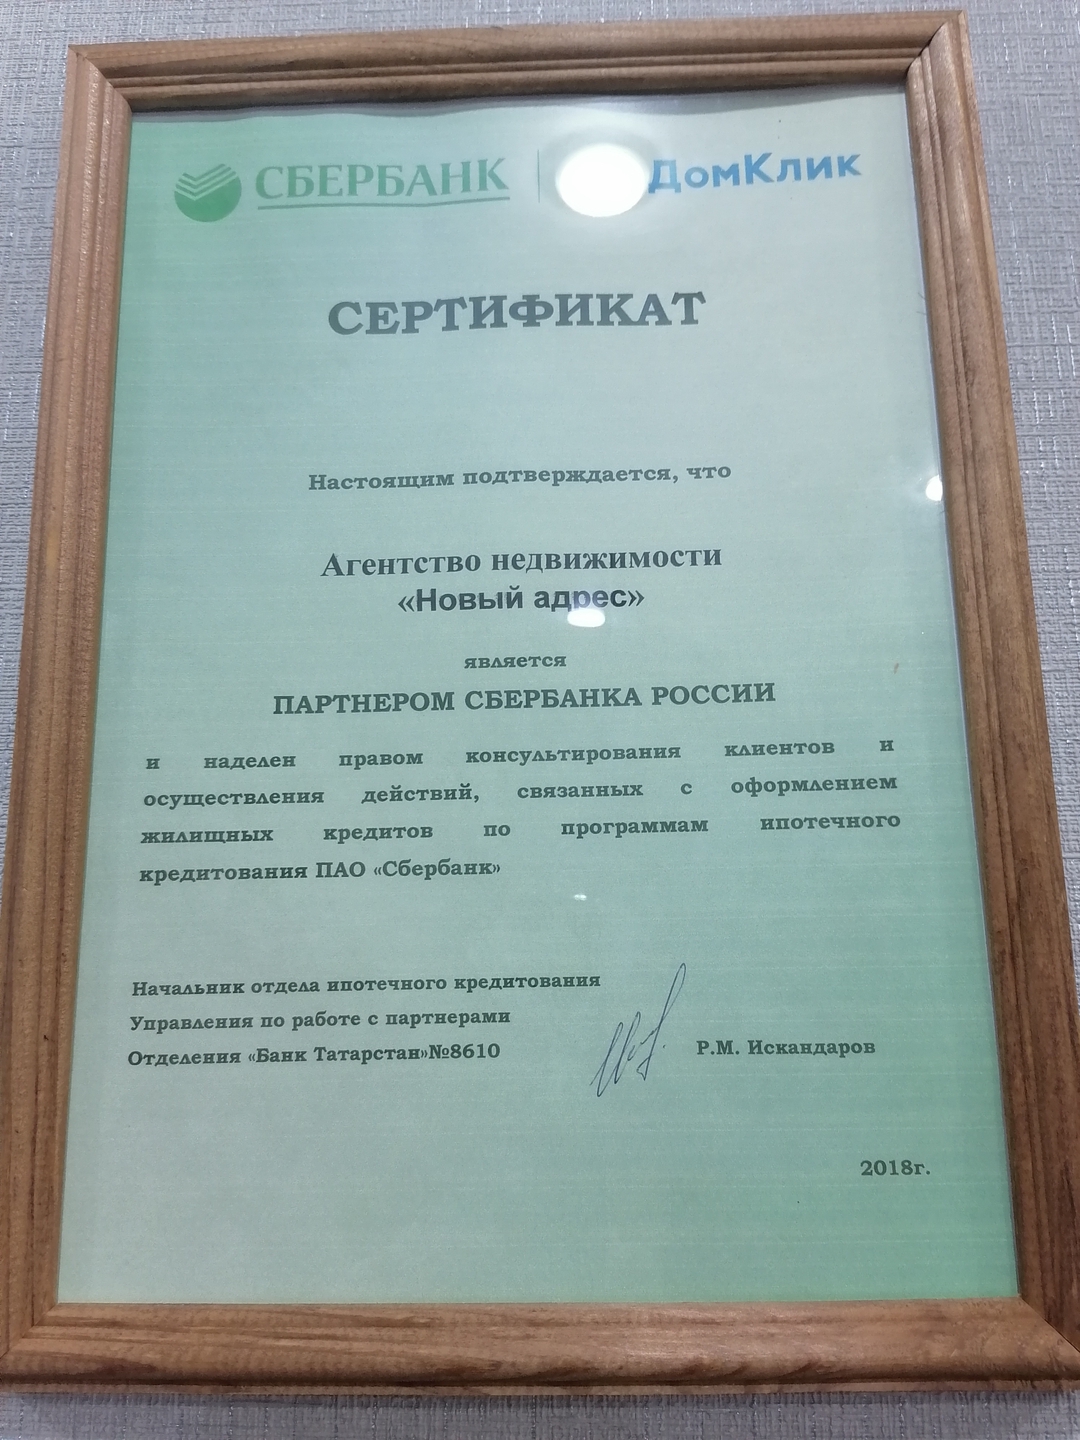 СБЕРБАНК ДомКлик
СЕРТИФИКАТ
Настоящим подтверждается, что
Агентство недвижимости
«Новый адрес»
является
ПАРТНЕРОМ СБЕРБАНКА РОССИИ
и наделен правом консультирования клиентов и
осуществления действий, связанных с оформлением
жилищных кредитов по программам ипотечного
кредитования ПАО «Сбербанк»
Начальник отдела ипотечного кредитования
Управления по работе с партнерами
Отделения «Банк Татарстан»№8610
Р.М. Искандаров
2018г.